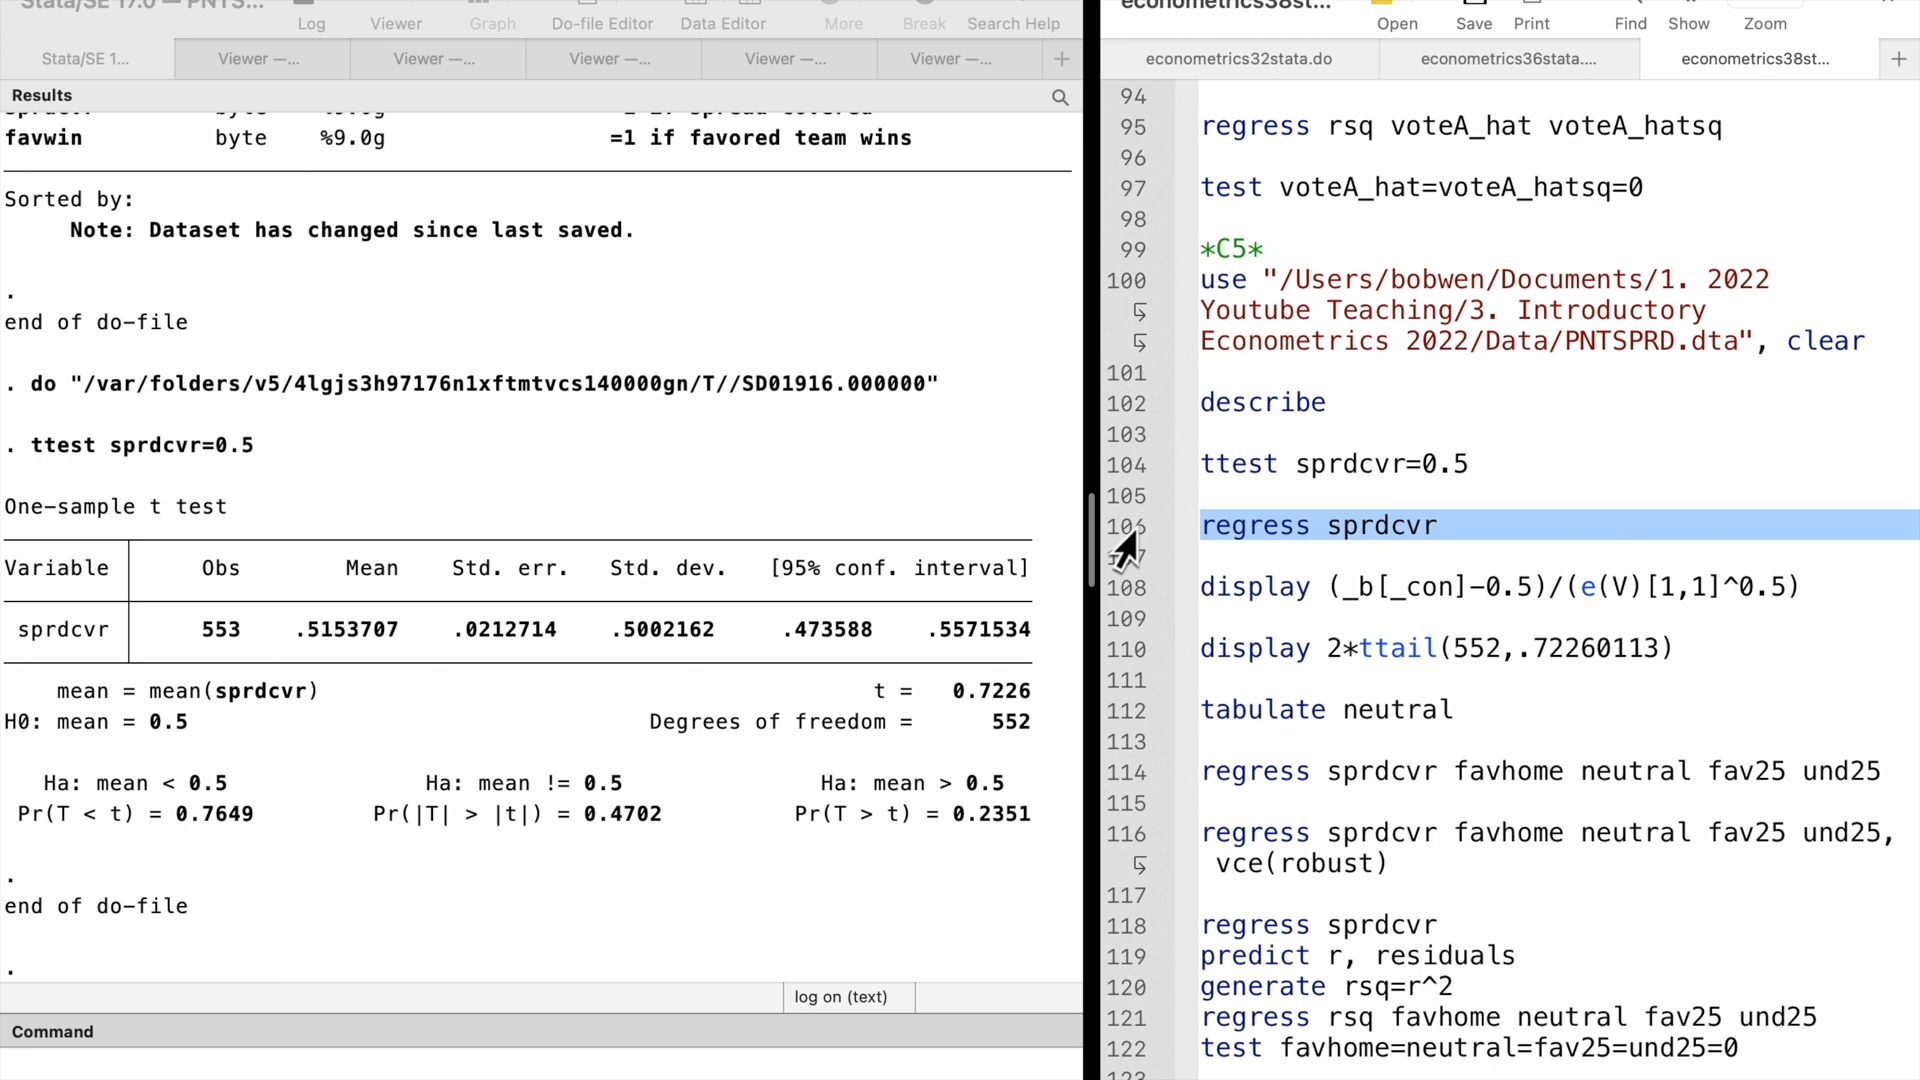 Stata/SE 17.0 — PNTS...
Log Viewer Graph Do-file Editor Data Editor More Break Search Help
Stata/SE 1... Viewer —... Viewer —... Viewer —... Viewer —... Viewer —... +
Results
favwin byte %9.0g =1 if favored team wins
Sorted by:
Note: Dataset has changed since last saved.
.
end of do-file
. do "/var/folders/v5/4lgjs3h97176n1xftmtvcs140000gn/T//SD01916.000000"
. ttest sprdcvr=0.5
One-sample t test
Variable Obs Mean Std. err. Std. dev. [95% conf. interval]
sprdcvr 553 .5153707 .0212714 .5002162 .473588 .5571534
mean = mean(sprdcvr) t = 0.7226
H0: mean = 0.5 Degrees of freedom = 552
Ha: mean < 0.5 Ha: mean != 0.5 Ha: mean > 0.5
Pr(T < t) = 0.7649 Pr(|T| > |t|) = 0.4702 Pr(T > t) = 0.2351
.
end of do-file
.
log on (text)
Command
econometrics38st...
Open Save Print Find Show Zoom
econometrics32stata.do econometrics36stata.... econometrics38st... +
94
95 regress rsq voteA_hat voteA_hatsq
96
97 test voteA_hat=voteA_hatsq=0
98
99 *C5*
100 use "/Users/bobwen/Documents/1. 2022
Youtube Teaching/3. Introductory
Econometrics 2022/Data/PNTSPRD.dta", clear
101
102 describe
103
104 ttest sprdcvr=0.5
105
106 regress sprdcvr
108 display (_b[_con]-0.5)/(e(V)[1,1]^0.5)
109
110 display 2*ttail(552,.72260113)
111
112 tabulate neutral
113
114 regress sprdcvr favhome neutral fav25 und25
115
116 regress sprdcvr favhome neutral fav25 und25,
vce(robust)
117
118 regress sprdcvr
119 predict r, residuals
120 generate rsq=r^2
121 regress rsq favhome neutral fav25 und25
122 test favhome=neutral=fav25=und25=0